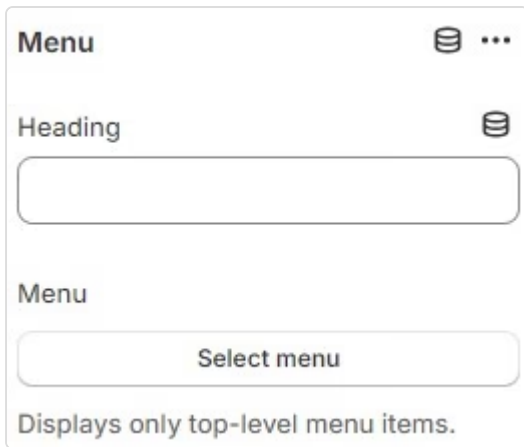 Menu
Heading
Menu
Select menu
Displays only top-level menu items.